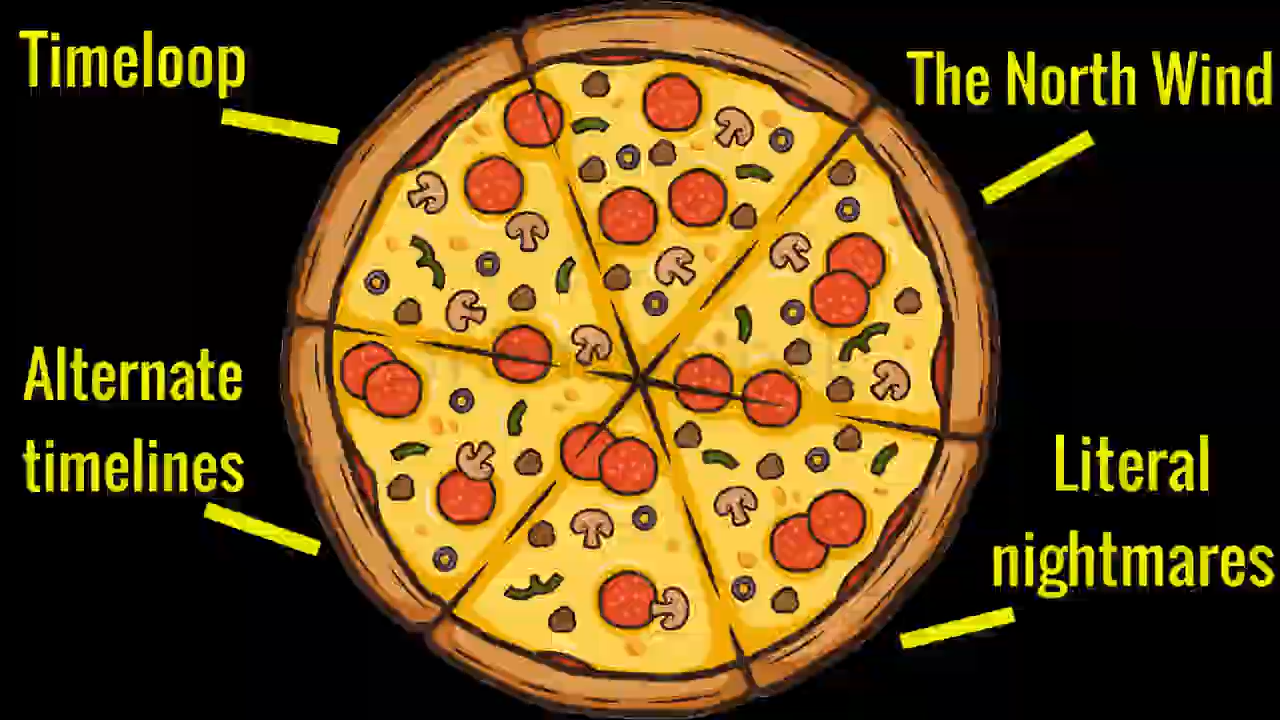 Timeloop
The North Wind
Alternate
timelines
Literal
nightmares